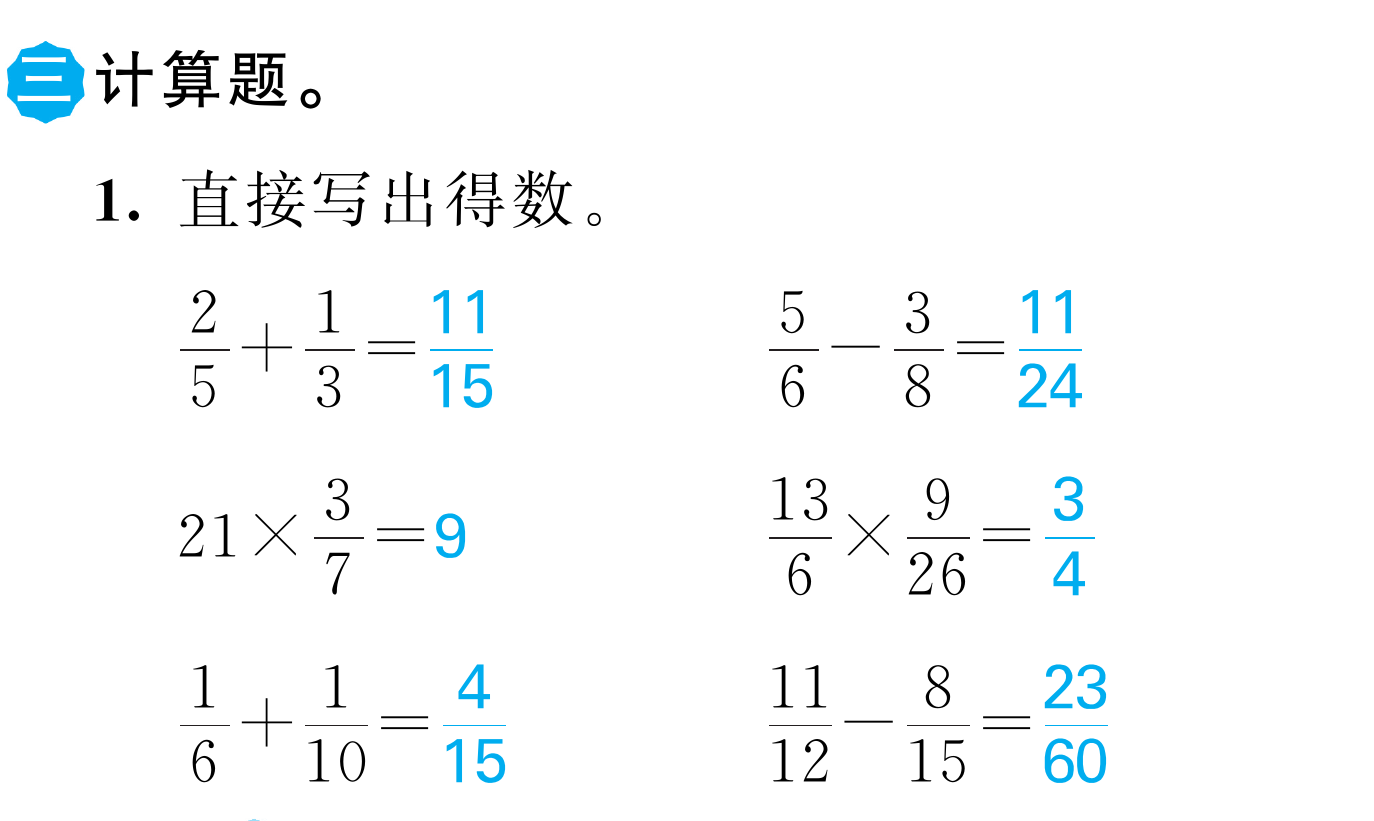 三 计算题。
1. 直接写出得数。
2/5 + 1/3 = 11/15    5/6 - 3/8 = 11/24
21 × 3/7 = 9    13/6 × 9/26 = 3/4
1/6 + 1/10 = 4/15    11/12 - 8/15 = 23/60